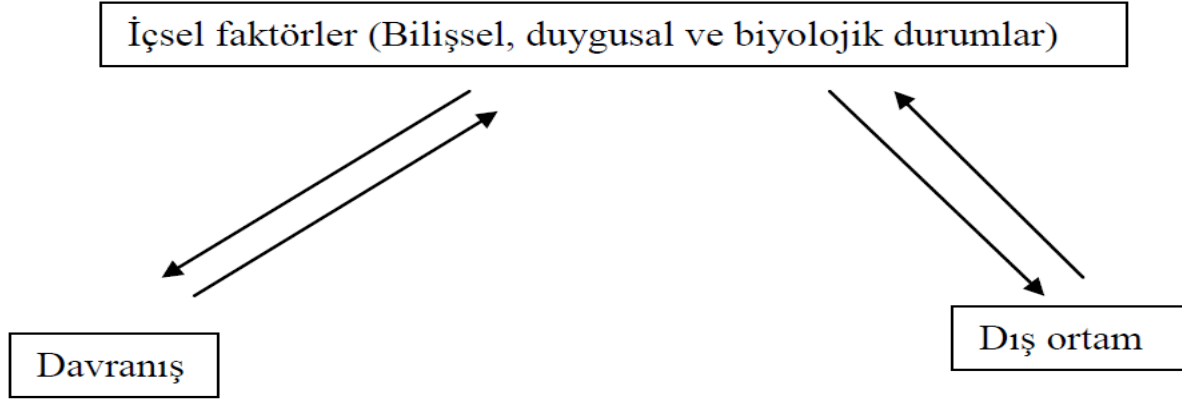 İçsel faktörler (Bilişsel, duygusal ve biyolojik durumlar)
Dış ortam
Davranış